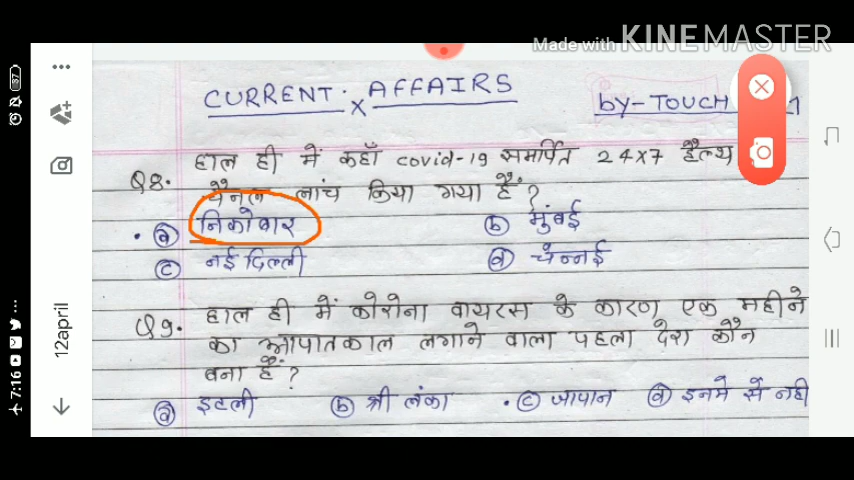 Made with KINEMASTER
37
CURRENT × AFFAIRS
by-TOUCH
Q8. हाल ही में कहाँ covid-19 समर्पित 24x7 हैल्थ
चैनल लांच किया गया है ?
ⓐ निकोबार ⓑ मुंबई
ⓒ नई दिल्ली ⓓ चेन्नई
Q9. हाल ही में कोरोना वायरस के कारण एक महीने
का आपातकाल लगाने वाला पहला देश कौन
बना है ?
ⓐ इटली ⓑ श्री लंका ⓒ जापान ⓓ इनमे से नही
12april
7:16